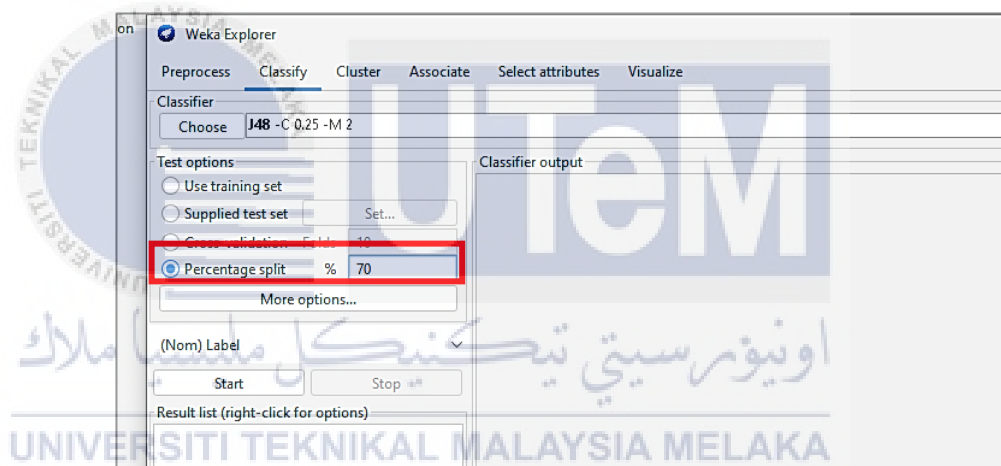 on
Weka Explorer
Preprocess Classify Cluster Associate Select attributes Visualize
Classifier
Choose J48 -C 0.25 -M 2
Test options
Classifier output
Use training set
Supplied test set Set...
Cross-validation Folds 10
Percentage split % 70
More options...
(Nom) Label
Start Stop
Result list (right-click for options)
UTeM
اونيۏرسيتي تيكنيكل مليسيا ملاك
UNIVERSITI TEKNIKAL MALAYSIA MELAKA